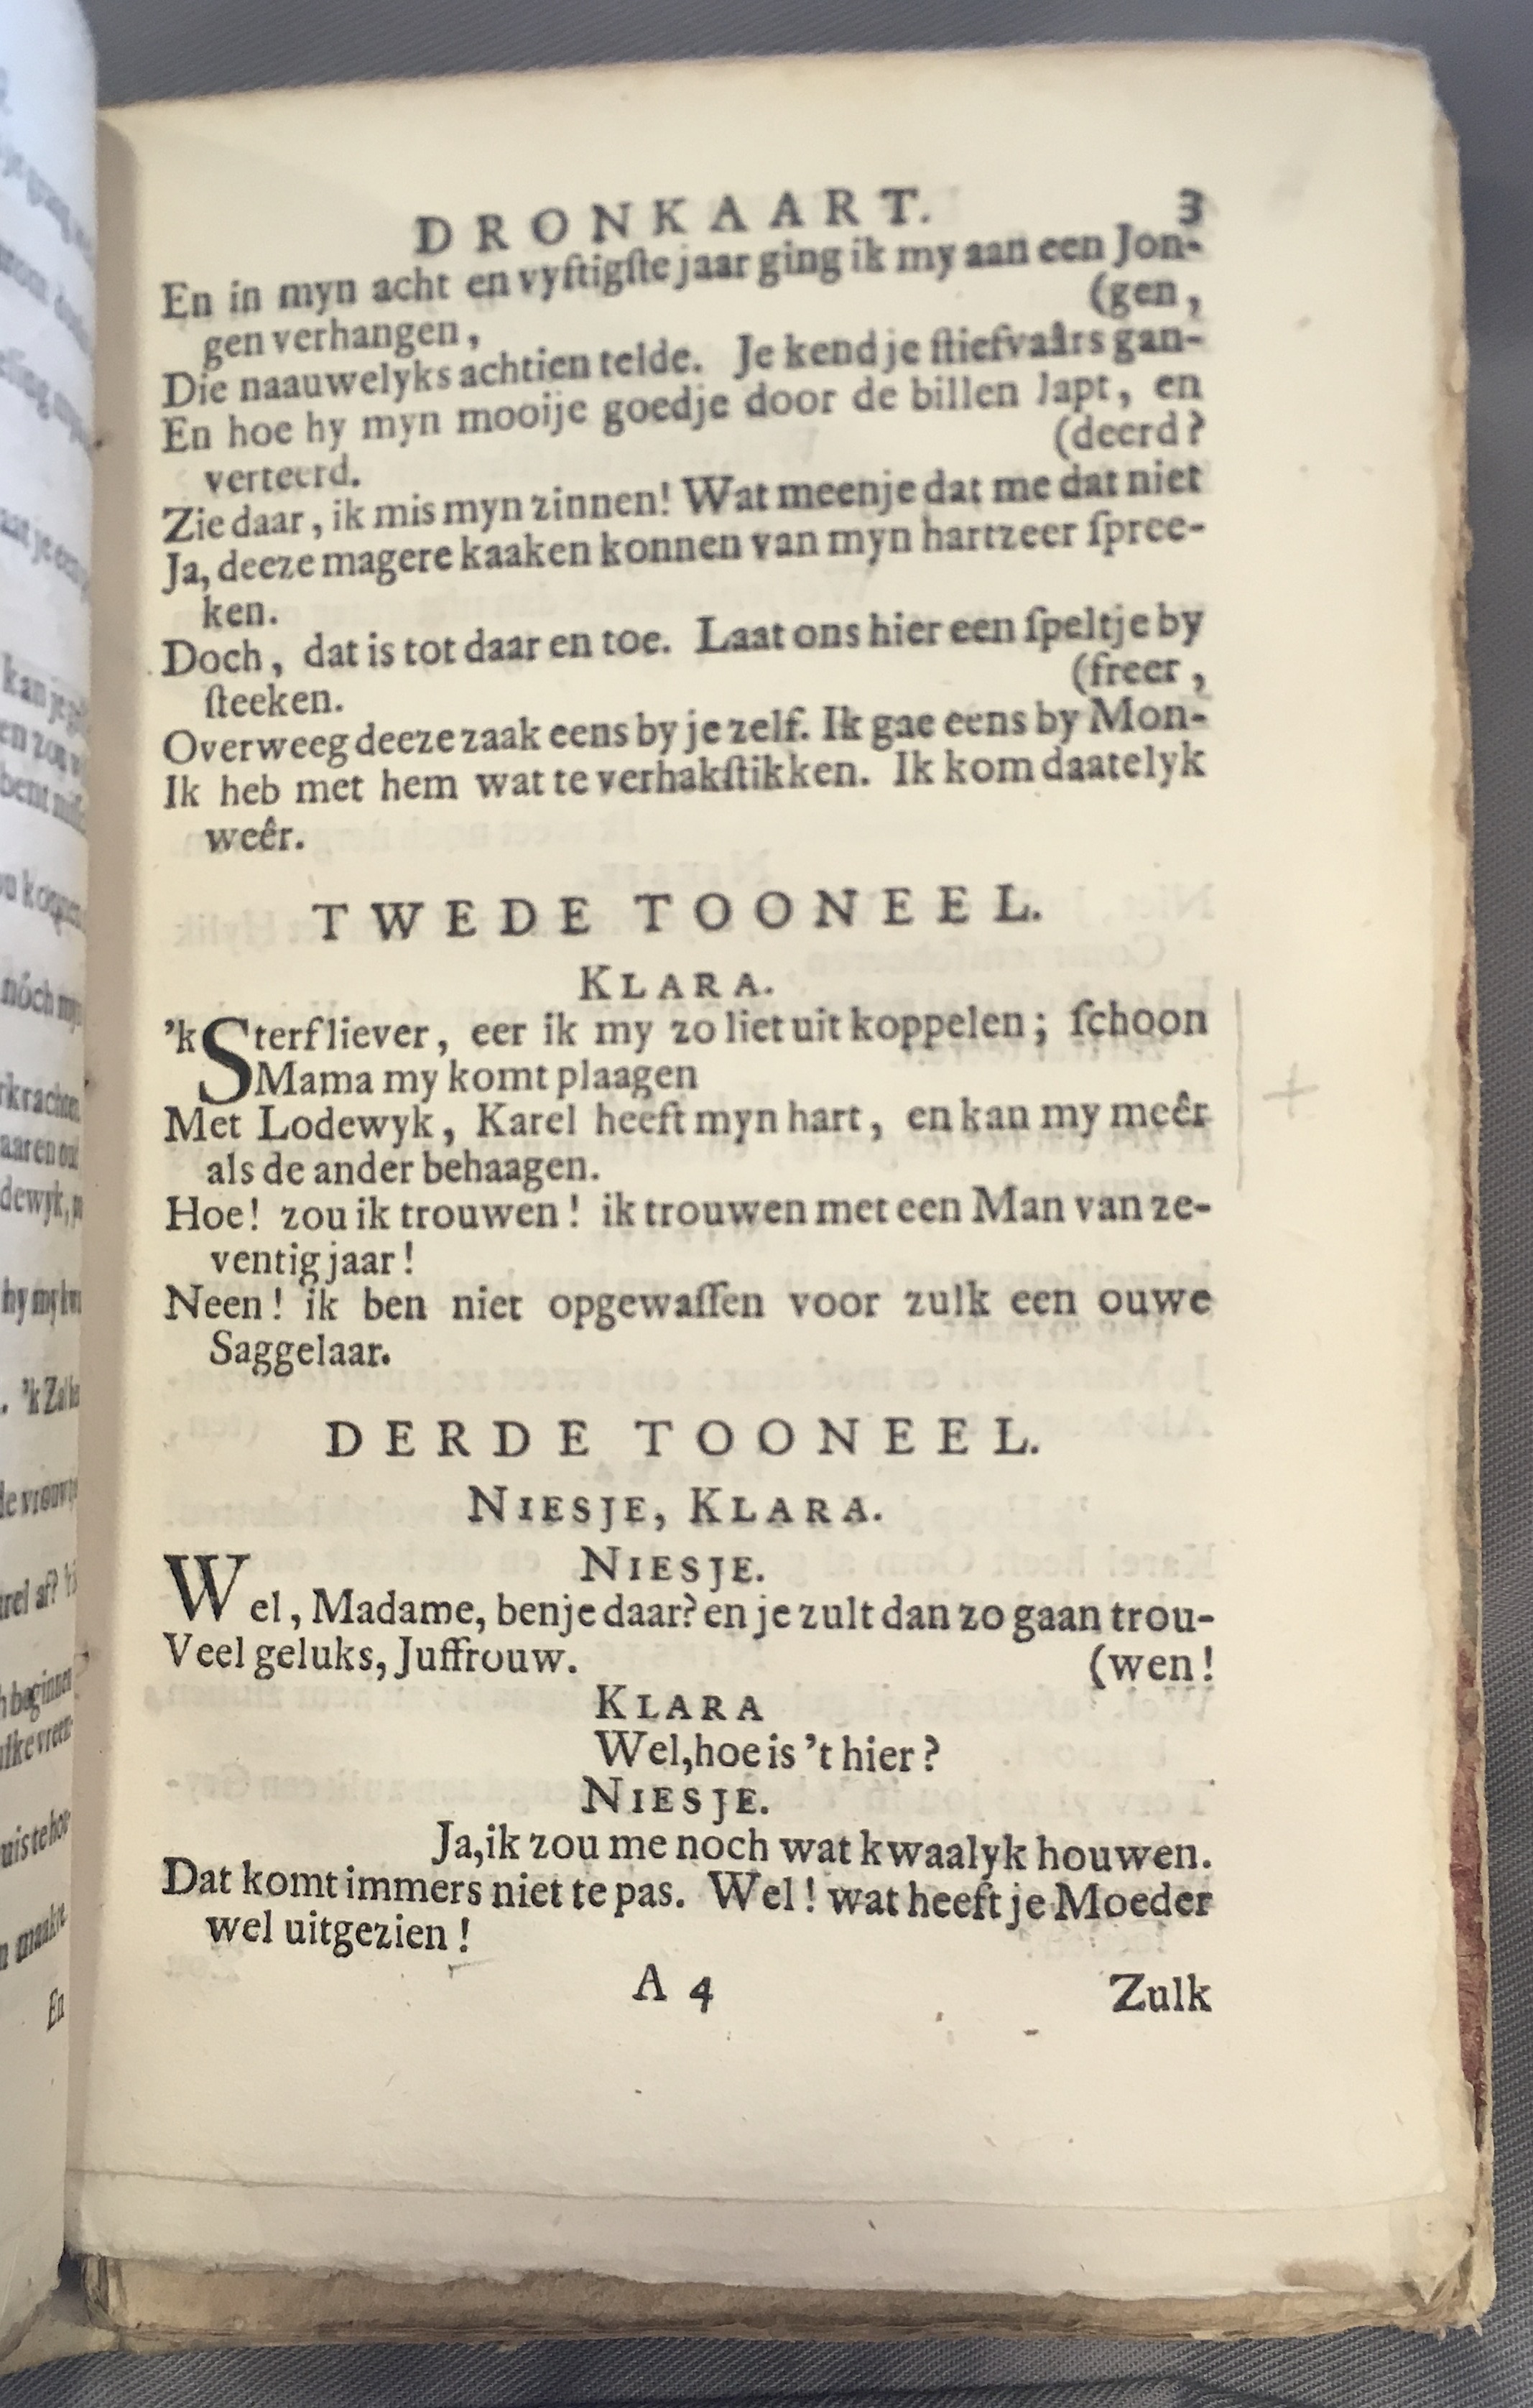 DRONKAART. 3
En in myn acht en vyftigſte jaar ging ik my aan een Jon-
gen verhangen, (gen,
Die naauwelyks achtien telde. Je kend je ſtiefvaârs gan-
En hoe hy myn mooije goedje door de billen lapt, en
verteerd. (deerd?
Zie daar, ik mis myn zinnen! Wat meenje dat me dat niet
Ja, deeze magere kaaken konnen van myn hartzeer ſpree-
ken.
Doch, dat is tot daar en toe. Laat ons hier een ſpeltje by
ſteeken. (freer,
Overweeg deeze zaak eens by je zelf. Ik gae eens by Mon-
Ik heb met hem wat te verhakſtikken. Ik kom daatelyk
weêr.
TWEDE TOONEEL.
KLARA.
'k Sterf liever, eer ik my zo liet uit koppelen; ſchoon
Mama my komt plaagen
Met Lodewyk, Karel heeft myn hart, en kan my meêr
als de ander behaagen.
Hoe! zou ik trouwen! ik trouwen met een Man van ze-
ventig jaar!
Neen! ik ben niet opgewaſſen voor zulk een ouwe
Saggelaar.
DERDE TOONEEL.
NIESJE, KLARA.
NIESJE.
Wel, Madame, benje daar? en je zult dan zo gaan trou-
Veel geluks, Juffrouw. (wen!
KLARA
Wel, hoe is 't hier?
NIESJE.
Ja, ik zou me noch wat kwaalyk houwen.
Dat komt immers niet te pas. Wel! wat heeft je Moeder
wel uitgezien!
A 4 Zulk